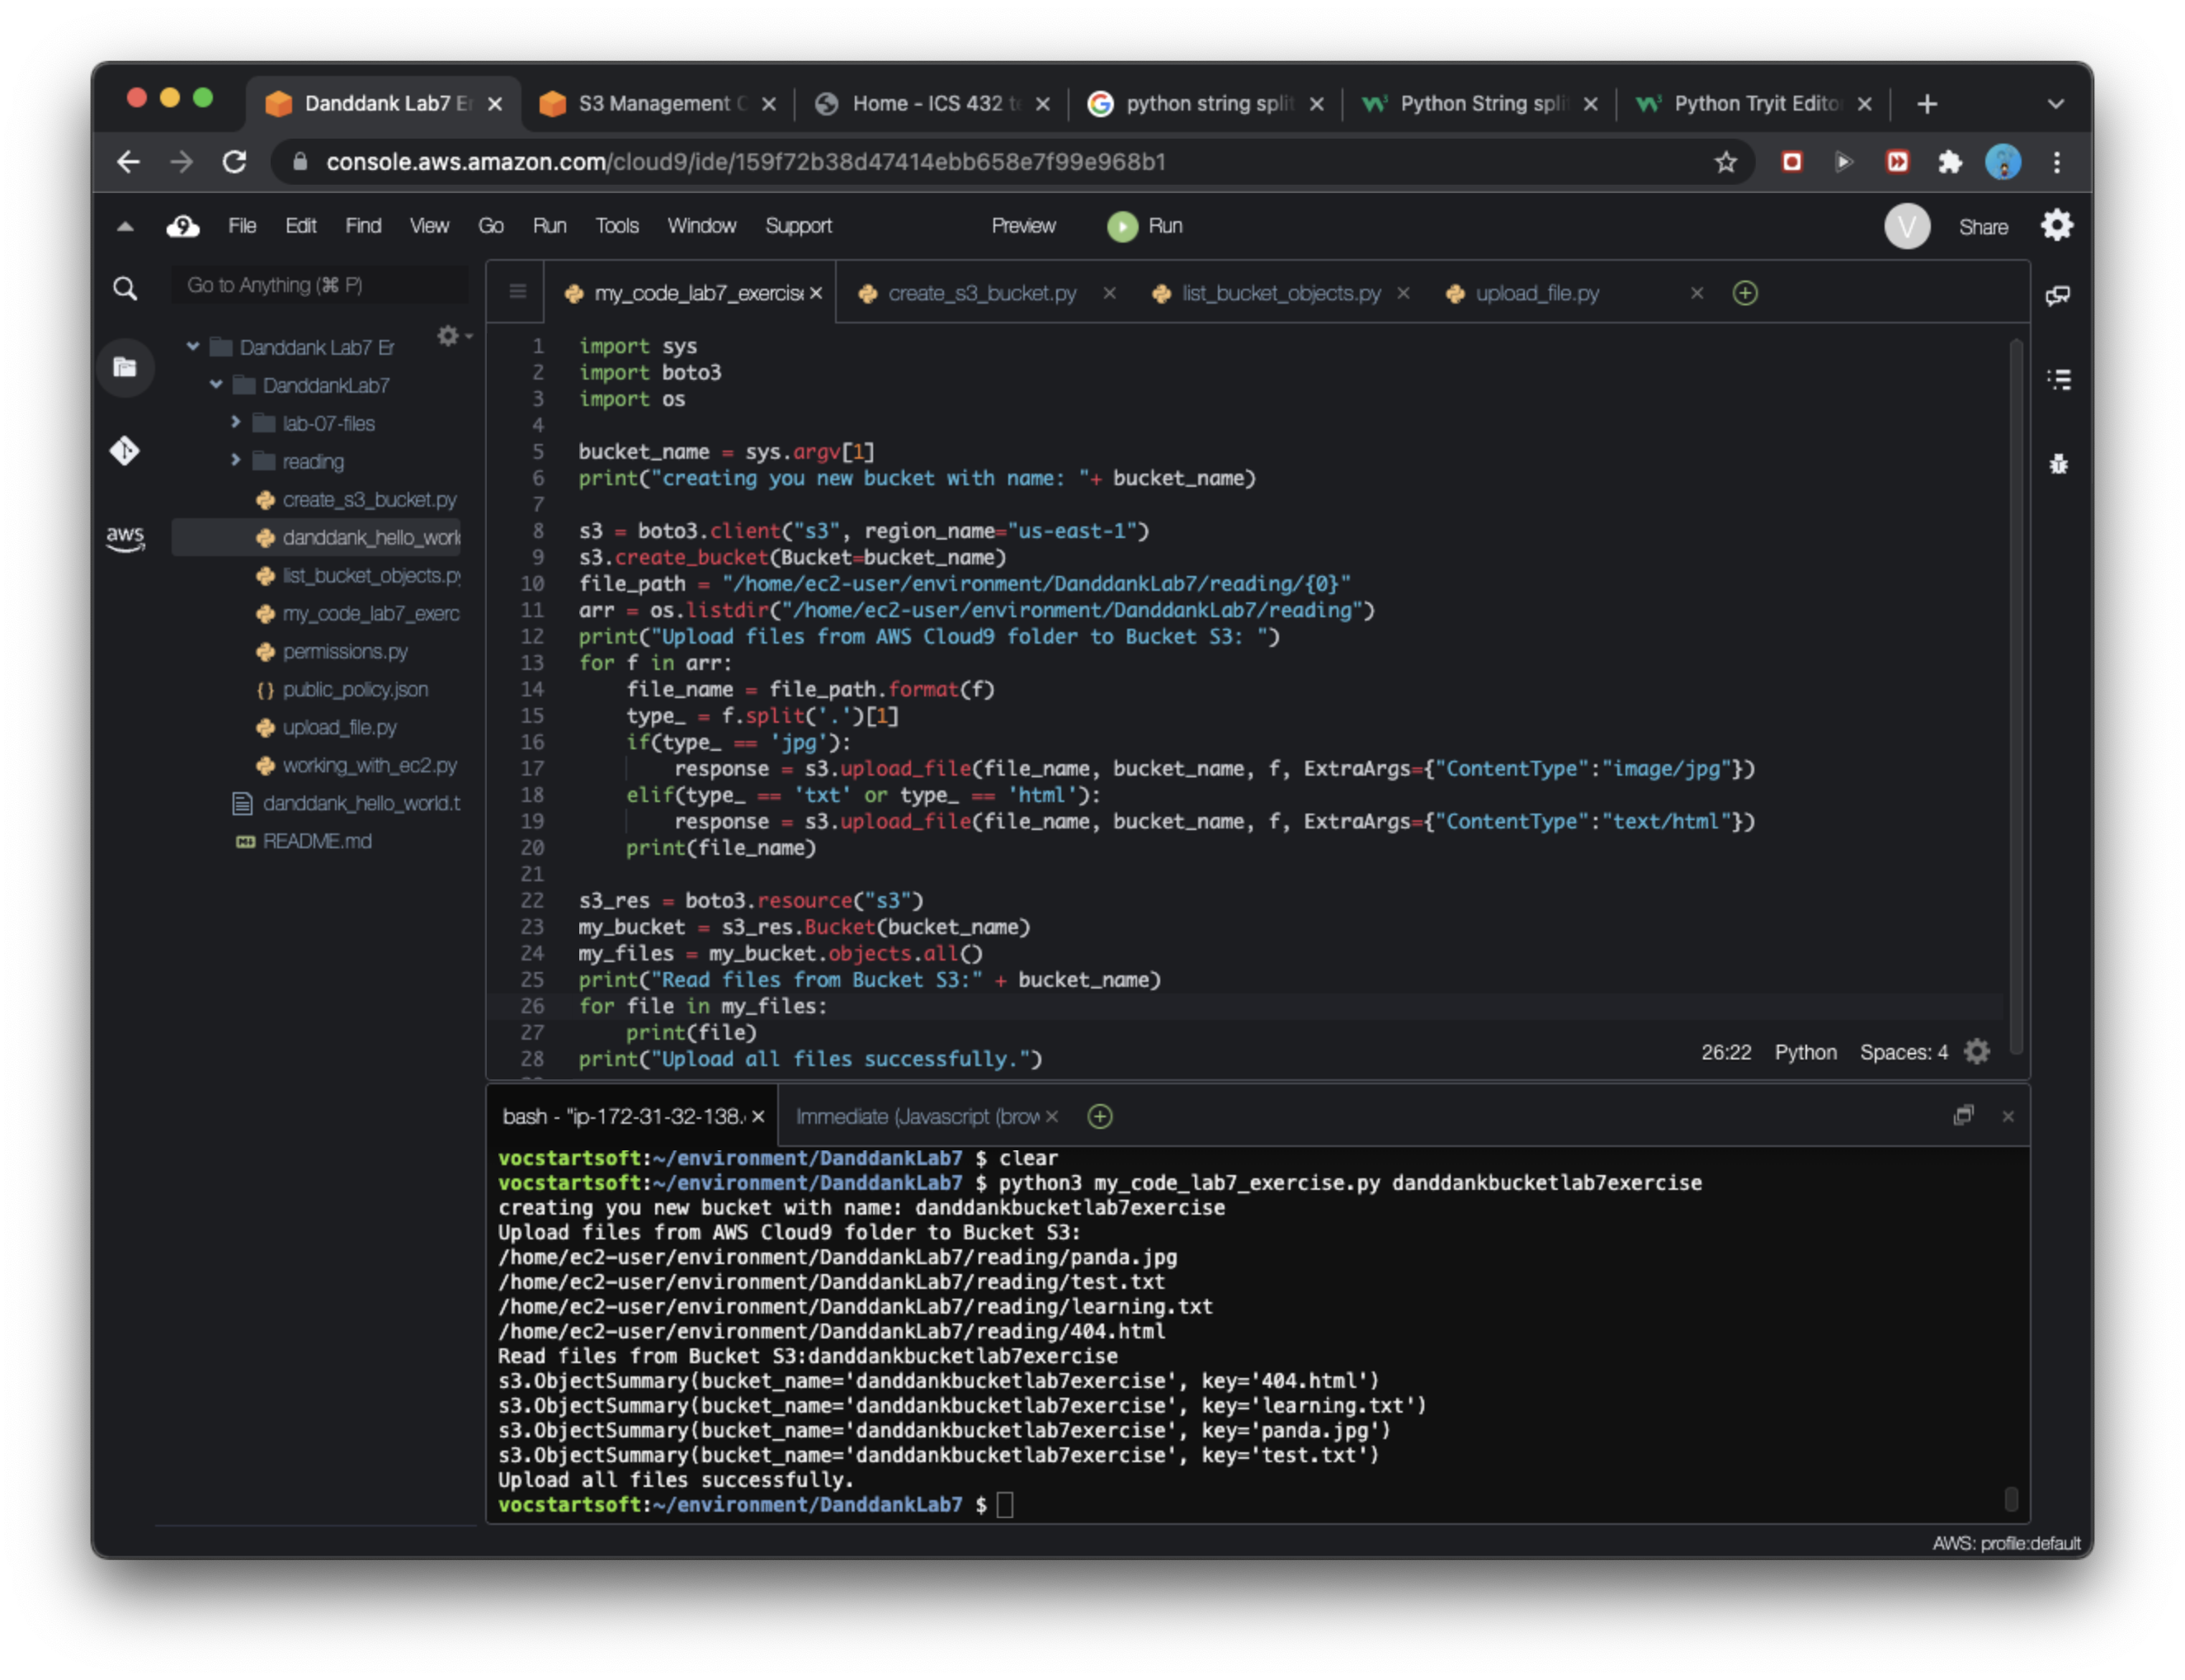 Danddank Lab7 Er
S3 Management C
Home - ICS 432 te
python string split
Python String spli
Python Tryit Edito
console.aws.amazon.com/cloud9/ide/159f72b38d47414ebb658e7f99e968b1
9 File Edit Find View Go Run Tools Window Support Preview Run V Share
Go to Anything (⌘ P)
Danddank Lab7 Er
DanddankLab7
lab-07-files
reading
create_s3_bucket.py
danddank_hello_worl
list_bucket_objects.py
my_code_lab7_exerc
permissions.py
{} public_policy.json
upload_file.py
working_with_ec2.py
danddank_hello_world.t
README.md
aws
my_code_lab7_exercise
create_s3_bucket.py
list_bucket_objects.py
upload_file.py
1 import sys
2 import boto3
3 import os
4
5 bucket_name = sys.argv[1]
6 print("creating you new bucket with name: "+ bucket_name)
7
8 s3 = boto3.client("s3", region_name="us-east-1")
9 s3.create_bucket(Bucket=bucket_name)
10 file_path = "/home/ec2-user/environment/DanddankLab7/reading/{0}"
11 arr = os.listdir("/home/ec2-user/environment/DanddankLab7/reading")
12 print("Upload files from AWS Cloud9 folder to Bucket S3: ")
13 for f in arr:
14     file_name = file_path.format(f)
15     type_ = f.split('.')[1]
16     if(type_ == 'jpg'):
17         response = s3.upload_file(file_name, bucket_name, f, ExtraArgs={"ContentType":"image/jpg"})
18     elif(type_ == 'txt' or type_ == 'html'):
19         response = s3.upload_file(file_name, bucket_name, f, ExtraArgs={"ContentType":"text/html"})
20     print(file_name)
21
22 s3_res = boto3.resource("s3")
23 my_bucket = s3_res.Bucket(bucket_name)
24 my_files = my_bucket.objects.all()
25 print("Read files from Bucket S3:" + bucket_name)
26 for file in my_files:
27     print(file)
28 print("Upload all files successfully.")
26:22 Python Spaces: 4
bash - "ip-172-31-32-138.
Immediate (Javascript (brow
vocstartsoft:~/environment/DanddankLab7 $ clear
vocstartsoft:~/environment/DanddankLab7 $ python3 my_code_lab7_exercise.py danddankbucketlab7exercise
creating you new bucket with name: danddankbucketlab7exercise
Upload files from AWS Cloud9 folder to Bucket S3:
/home/ec2-user/environment/DanddankLab7/reading/panda.jpg
/home/ec2-user/environment/DanddankLab7/reading/test.txt
/home/ec2-user/environment/DanddankLab7/reading/learning.txt
/home/ec2-user/environment/DanddankLab7/reading/404.html
Read files from Bucket S3:danddankbucketlab7exercise
s3.ObjectSummary(bucket_name='danddankbucketlab7exercise', key='404.html')
s3.ObjectSummary(bucket_name='danddankbucketlab7exercise', key='learning.txt')
s3.ObjectSummary(bucket_name='danddankbucketlab7exercise', key='panda.jpg')
s3.ObjectSummary(bucket_name='danddankbucketlab7exercise', key='test.txt')
Upload all files successfully.
vocstartsoft:~/environment/DanddankLab7 $
AWS: profile:default